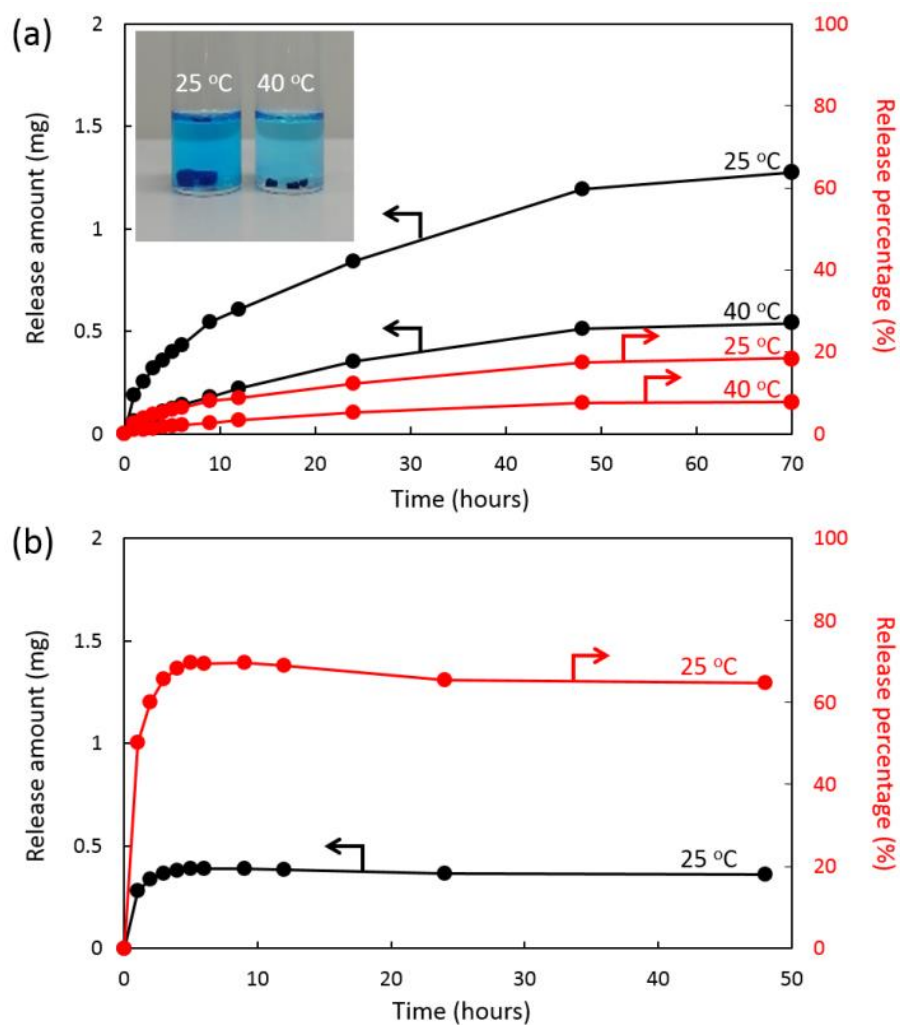 (a)
2
1.5
1
0.5
0
Release amount (mg)
25 °C
40 °C
25 °C
40 °C
25 °C
40 °C
100
80
60
40
20
0
Release percentage (%)
0 10 20 30 40 50 60 70
Time (hours)
(b)
2
1.5
1
0.5
0
Release amount (mg)
25 °C
25 °C
100
80
60
40
20
0
Release percentage (%)
0 10 20 30 40 50
Time (hours)